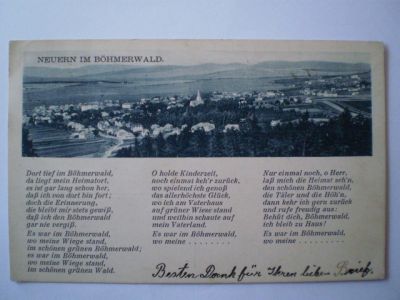 NEUERN IM BÖHMERWALD.
Dort tief im Böhmerwald,
da liegt mein Heimatort,
es ist gar lang schon her,
daß ich von dort bin fort;
doch die Erinnerung,
die bleibt mir stets gewiß,
daß ich den Böhmerwald
gar nie vergiß.
Es war im Böhmerwald,
wo meine Wiege stand,
im schönen grünen Böhmerwald;
es war im Böhmerwald,
wo meine Wiege stand,
im schönen grünen Wald.
O holde Kinderzeit,
noch einmal keh'r zurück,
wo spielend ich genoß
das allerhöchste Glück,
wo ich am Vaterhaus
auf grüner Wiese stand
und weithin schaute auf
mein Vaterland.
Es war im Böhmerwald,
wo meine . . . . . . . . .
Nur einmal noch, o Herr,
laß mich die Heimat seh'n,
den schönen Böhmerwald,
die Täler und die Höh'n,
dann kehr ich gern zurück
und rufe freudig aus:
Behüt dich, Böhmerwald,
ich bleib zu Haus!
Es war im Böhmerwald,
wo meine . . . . . . . . .
Besten Dank für Ihren lieben Brief.